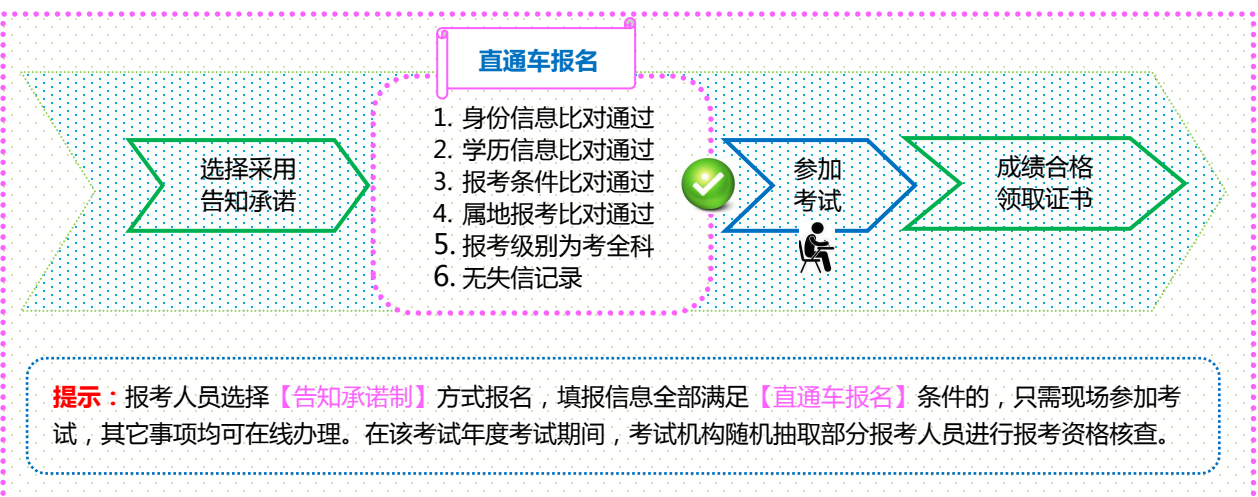 直通车报名
1. 身份信息比对通过
2. 学历信息比对通过
3. 报考条件比对通过
4. 属地报考比对通过
5. 报考级别为考全科
6. 无失信记录
选择采用
告知承诺
参加
考试
成绩合格
领取证书
提示：报考人员选择【告知承诺制】方式报名，填报信息全部满足【直通车报名】条件的，只需现场参加考
试，其它事项均可在线办理。在该考试年度考试期间，考试机构随机抽取部分报考人员进行报考资格核查。